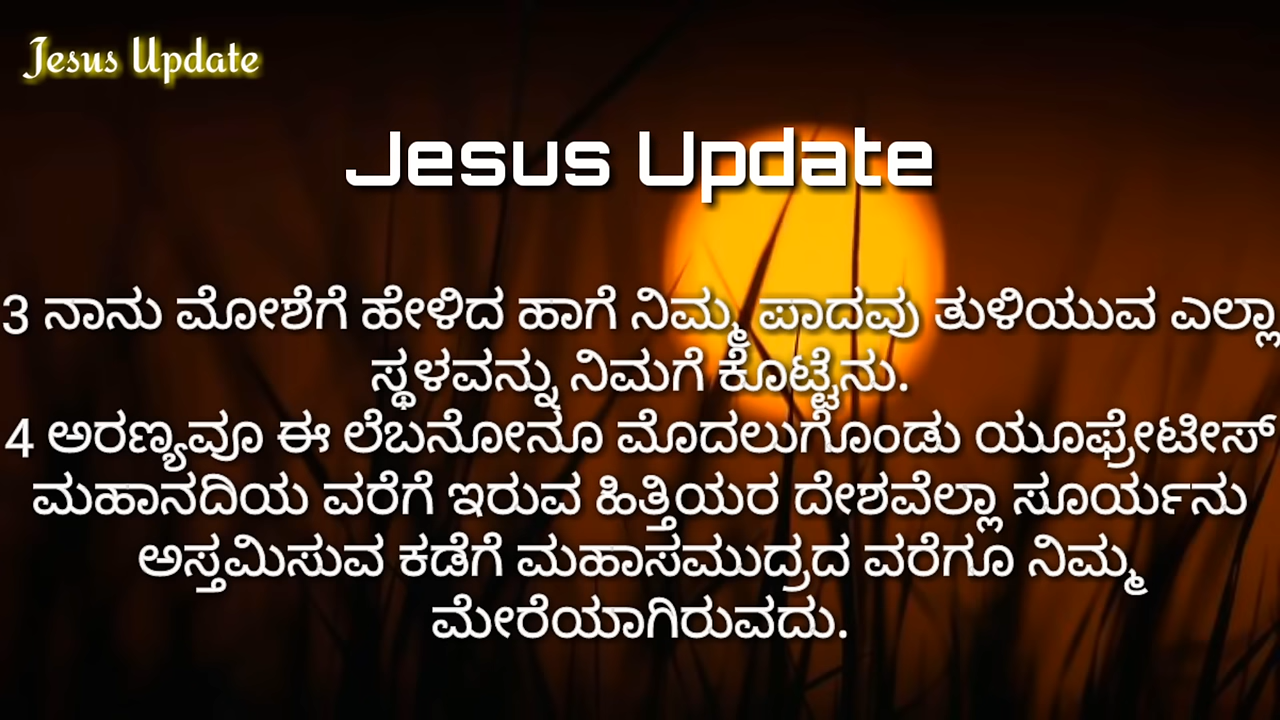 Jesus Update
Jesus Update
3 ನಾನು ಮೋಶೆಗೆ ಹೇಳಿದ ಹಾಗೆ ನಿಮ್ಮ ಪಾದವು ತುಳಿಯುವ ಎಲ್ಲಾ
ಸ್ಥಳವನ್ನು ನಿಮಗೆ ಕೊಟ್ಟೆನು.
4 ಅರಣ್ಯವೂ ಈ ಲೆಬನೋನೂ ಮೊದಲುಗೊಂಡು ಯೂಫ್ರೇಟೀಸ್
ಮಹಾನದಿಯ ವರೆಗೆ ಇರುವ ಹಿತ್ತಿಯರ ದೇಶವೆಲ್ಲಾ ಸೂರ್ಯನು
ಅಸ್ತಮಿಸುವ ಕಡೆಗೆ ಮಹಾಸಮುದ್ರದ ವರೆಗೂ ನಿಮ್ಮ
ಮೇರೆಯಾಗಿರುವದು.